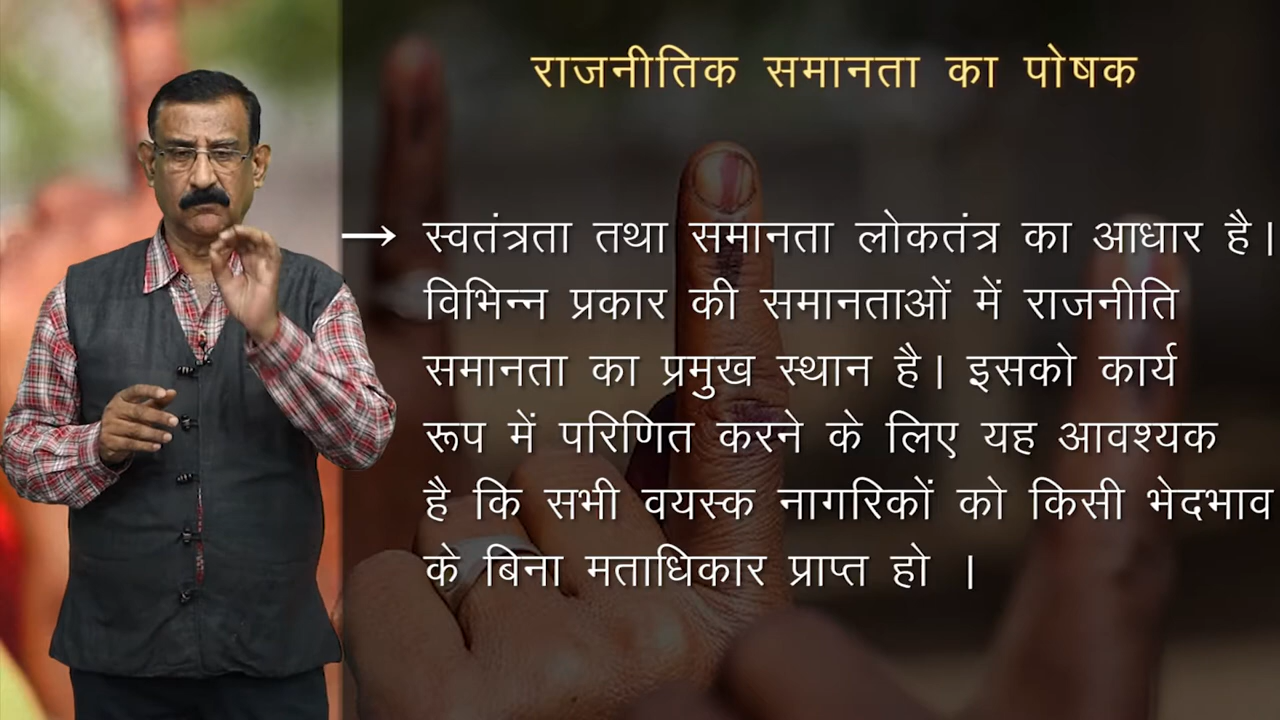 राजनीतिक समानता का पोषक
→ स्वतंत्रता तथा समानता लोकतंत्र का आधार है।
विभिन्न प्रकार की समानताओं में राजनीति
समानता का प्रमुख स्थान है। इसको कार्य
रूप में परिणित करने के लिए यह आवश्यक
है कि सभी वयस्क नागरिकों को किसी भेदभाव
के बिना मताधिकार प्राप्त हो ।